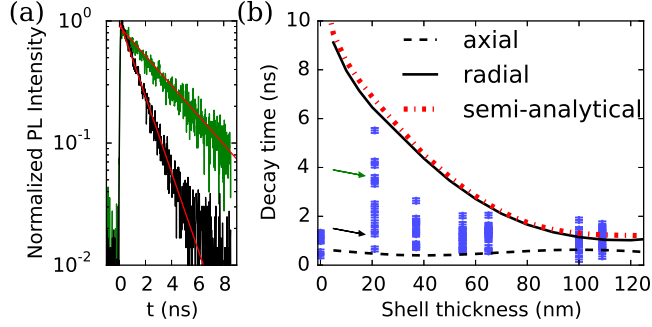 (a)
Normalized PL Intensity
10^0
10^-1
10^-2
0 2 4 6 8
t (ns)
(b)
Decay time (ns)
10
8
6
4
2
0
axial
radial
semi-analytical
0 20 40 60 80 100 120
Shell thickness (nm)